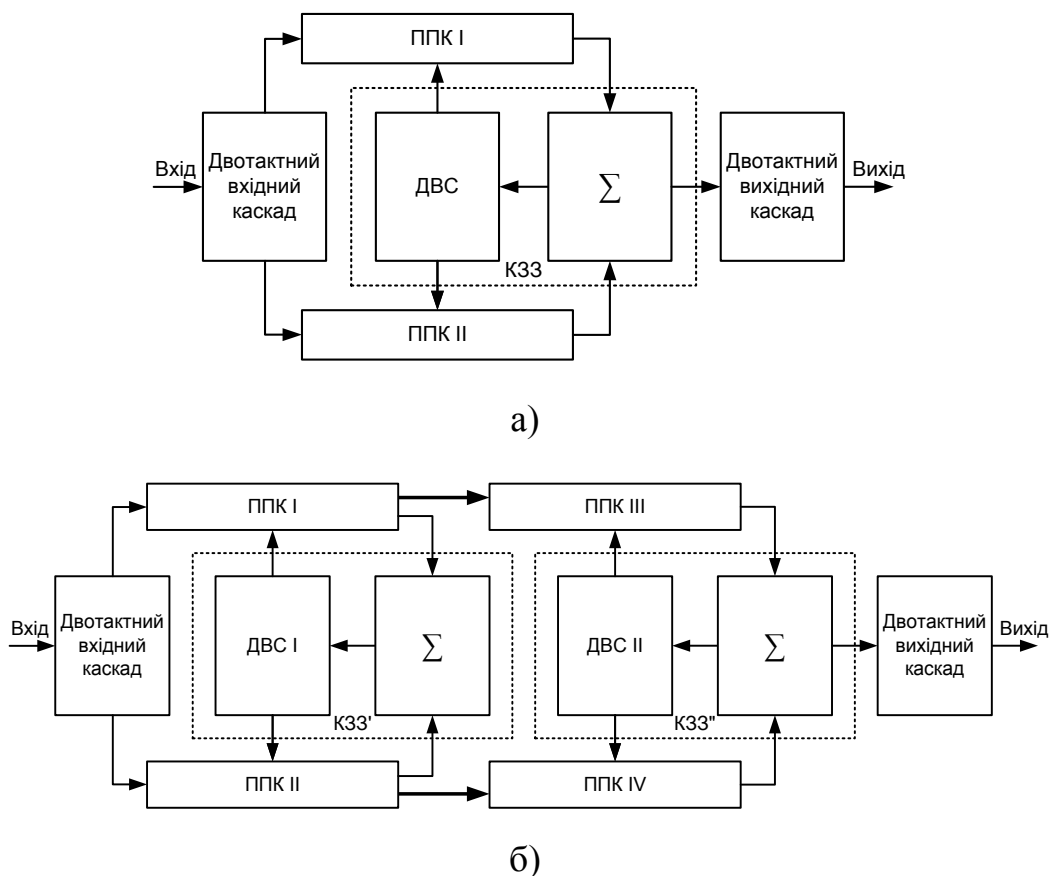 ППК I
Вхід
Двотактний
вхідний
каскад
ДВС
Σ
Двотактний
вихідний
каскад
Вихід
КЗЗ
ППК II
а)
ППК I
ППК III
Вхід
Двотактний
вхідний
каскад
ДВС I
Σ
ДВС II
Σ
Двотактний
вихідний
каскад
Вихід
КЗЗ'
КЗЗ"
ППК II
ППК IV
б)